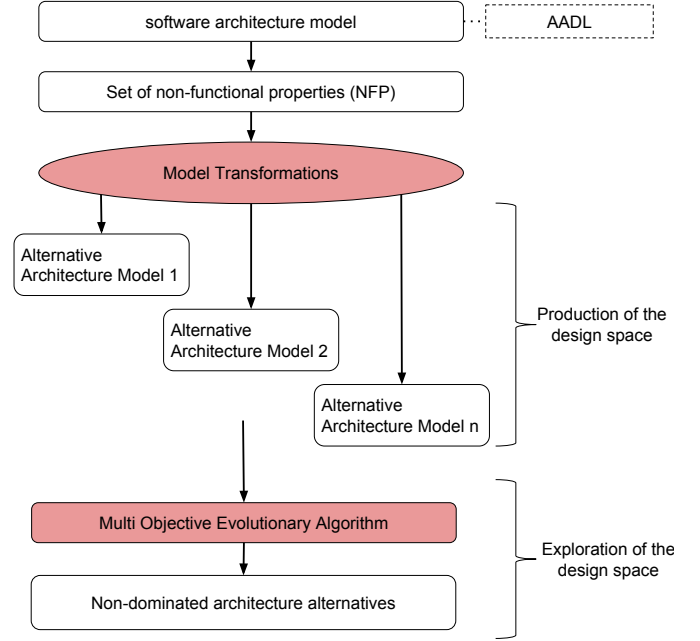 software architecture model
AADL
Set of non-functional properties (NFP)
Model Transformations
Alternative
Architecture Model 1
Alternative
Architecture Model 2
Alternative
Architecture Model n
Production of the
design space
Multi Objective Evolutionary Algorithm
Non-dominated architecture alternatives
Exploration of the
design space